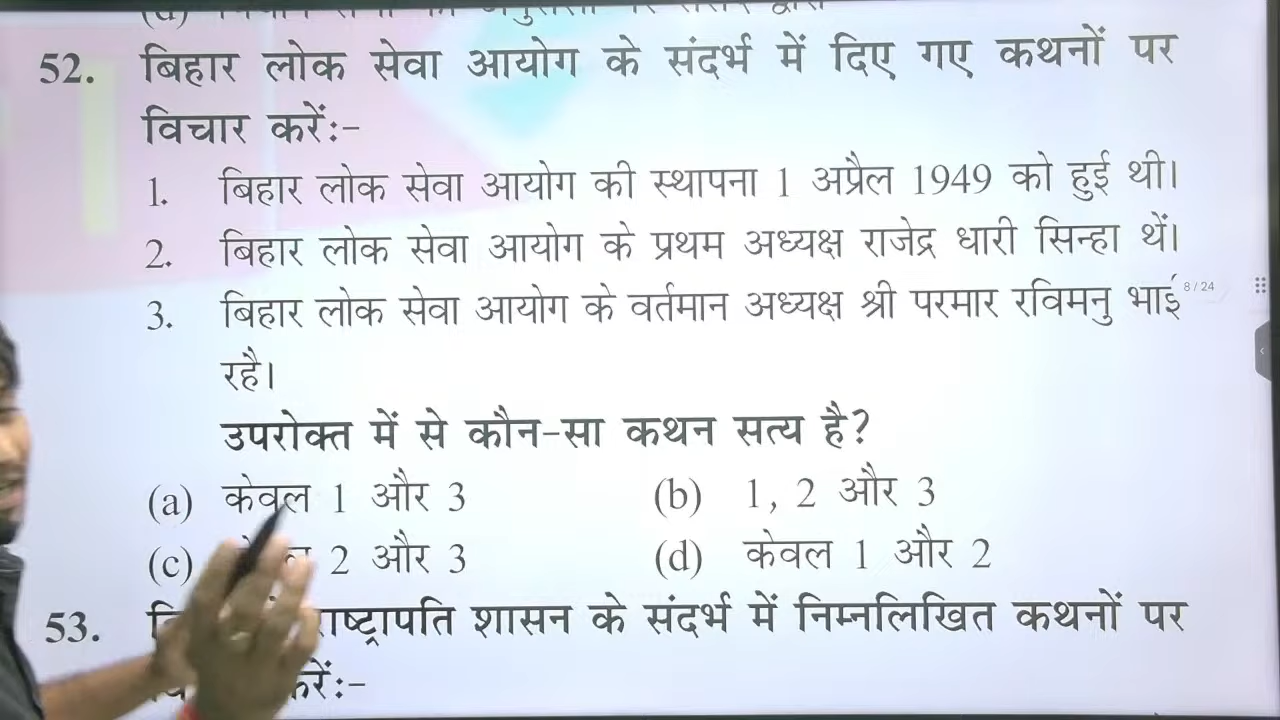 52. बिहार लोक सेवा आयोग के संदर्भ में दिए गए कथनों पर
विचार करें:-
1. बिहार लोक सेवा आयोग की स्थापना 1 अप्रैल 1949 को हुई थी।
2. बिहार लोक सेवा आयोग के प्रथम अध्यक्ष राजेद्र धारी सिन्हा थें।
3. बिहार लोक सेवा आयोग के वर्तमान अध्यक्ष श्री परमार रविमनु भाई
8 / 24
रहै।
उपरोक्त में से कौन-सा कथन सत्य है?
(a) केवल 1 और 3 (b) 1, 2 और 3
(c) 2 और 3 (d) केवल 1 और 2
53. राष्ट्रापति शासन के संदर्भ में निम्नलिखित कथनों पर
करें:-